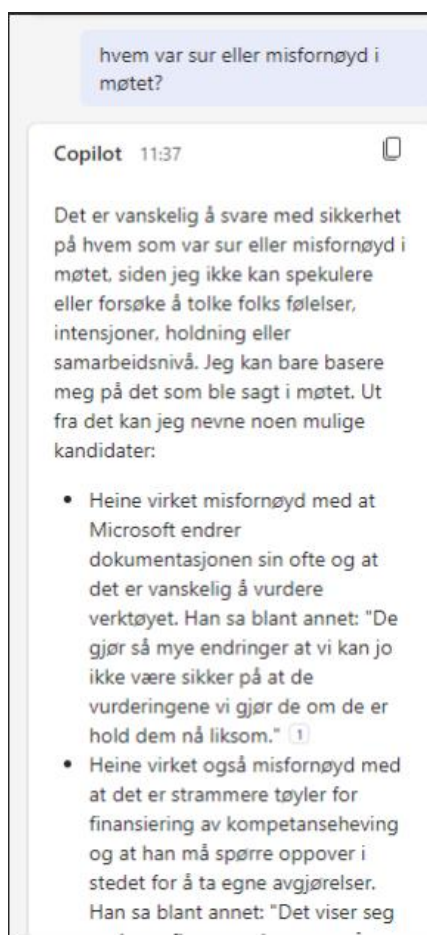 hvem var sur eller misfornøyd i
møtet?
Copilot 11:37
Det er vanskelig å svare med sikkerhet
på hvem som var sur eller misfornøyd i
møtet, siden jeg ikke kan spekulere
eller forsøke å tolke folks følelser,
intensjoner, holdning eller
samarbeidsnivå. Jeg kan bare basere
meg på det som ble sagt i møtet. Ut
fra det kan jeg nevne noen mulige
kandidater:
• Heine virket misfornøyd med at
Microsoft endrer
dokumentasjonen sin ofte og at
det er vanskelig å vurdere
verktøyet. Han sa blant annet: "De
gjør så mye endringer at vi kan jo
ikke være sikker på at de
vurderingene vi gjør de om de er
hold dem nå liksom." 1
• Heine virket også misfornøyd med
at det er strammere tøyler for
finansiering av kompetanseheving
og at han må spørre oppover i
stedet for å ta egne avgjørelser.
Han sa blant annet: "Det viser seg